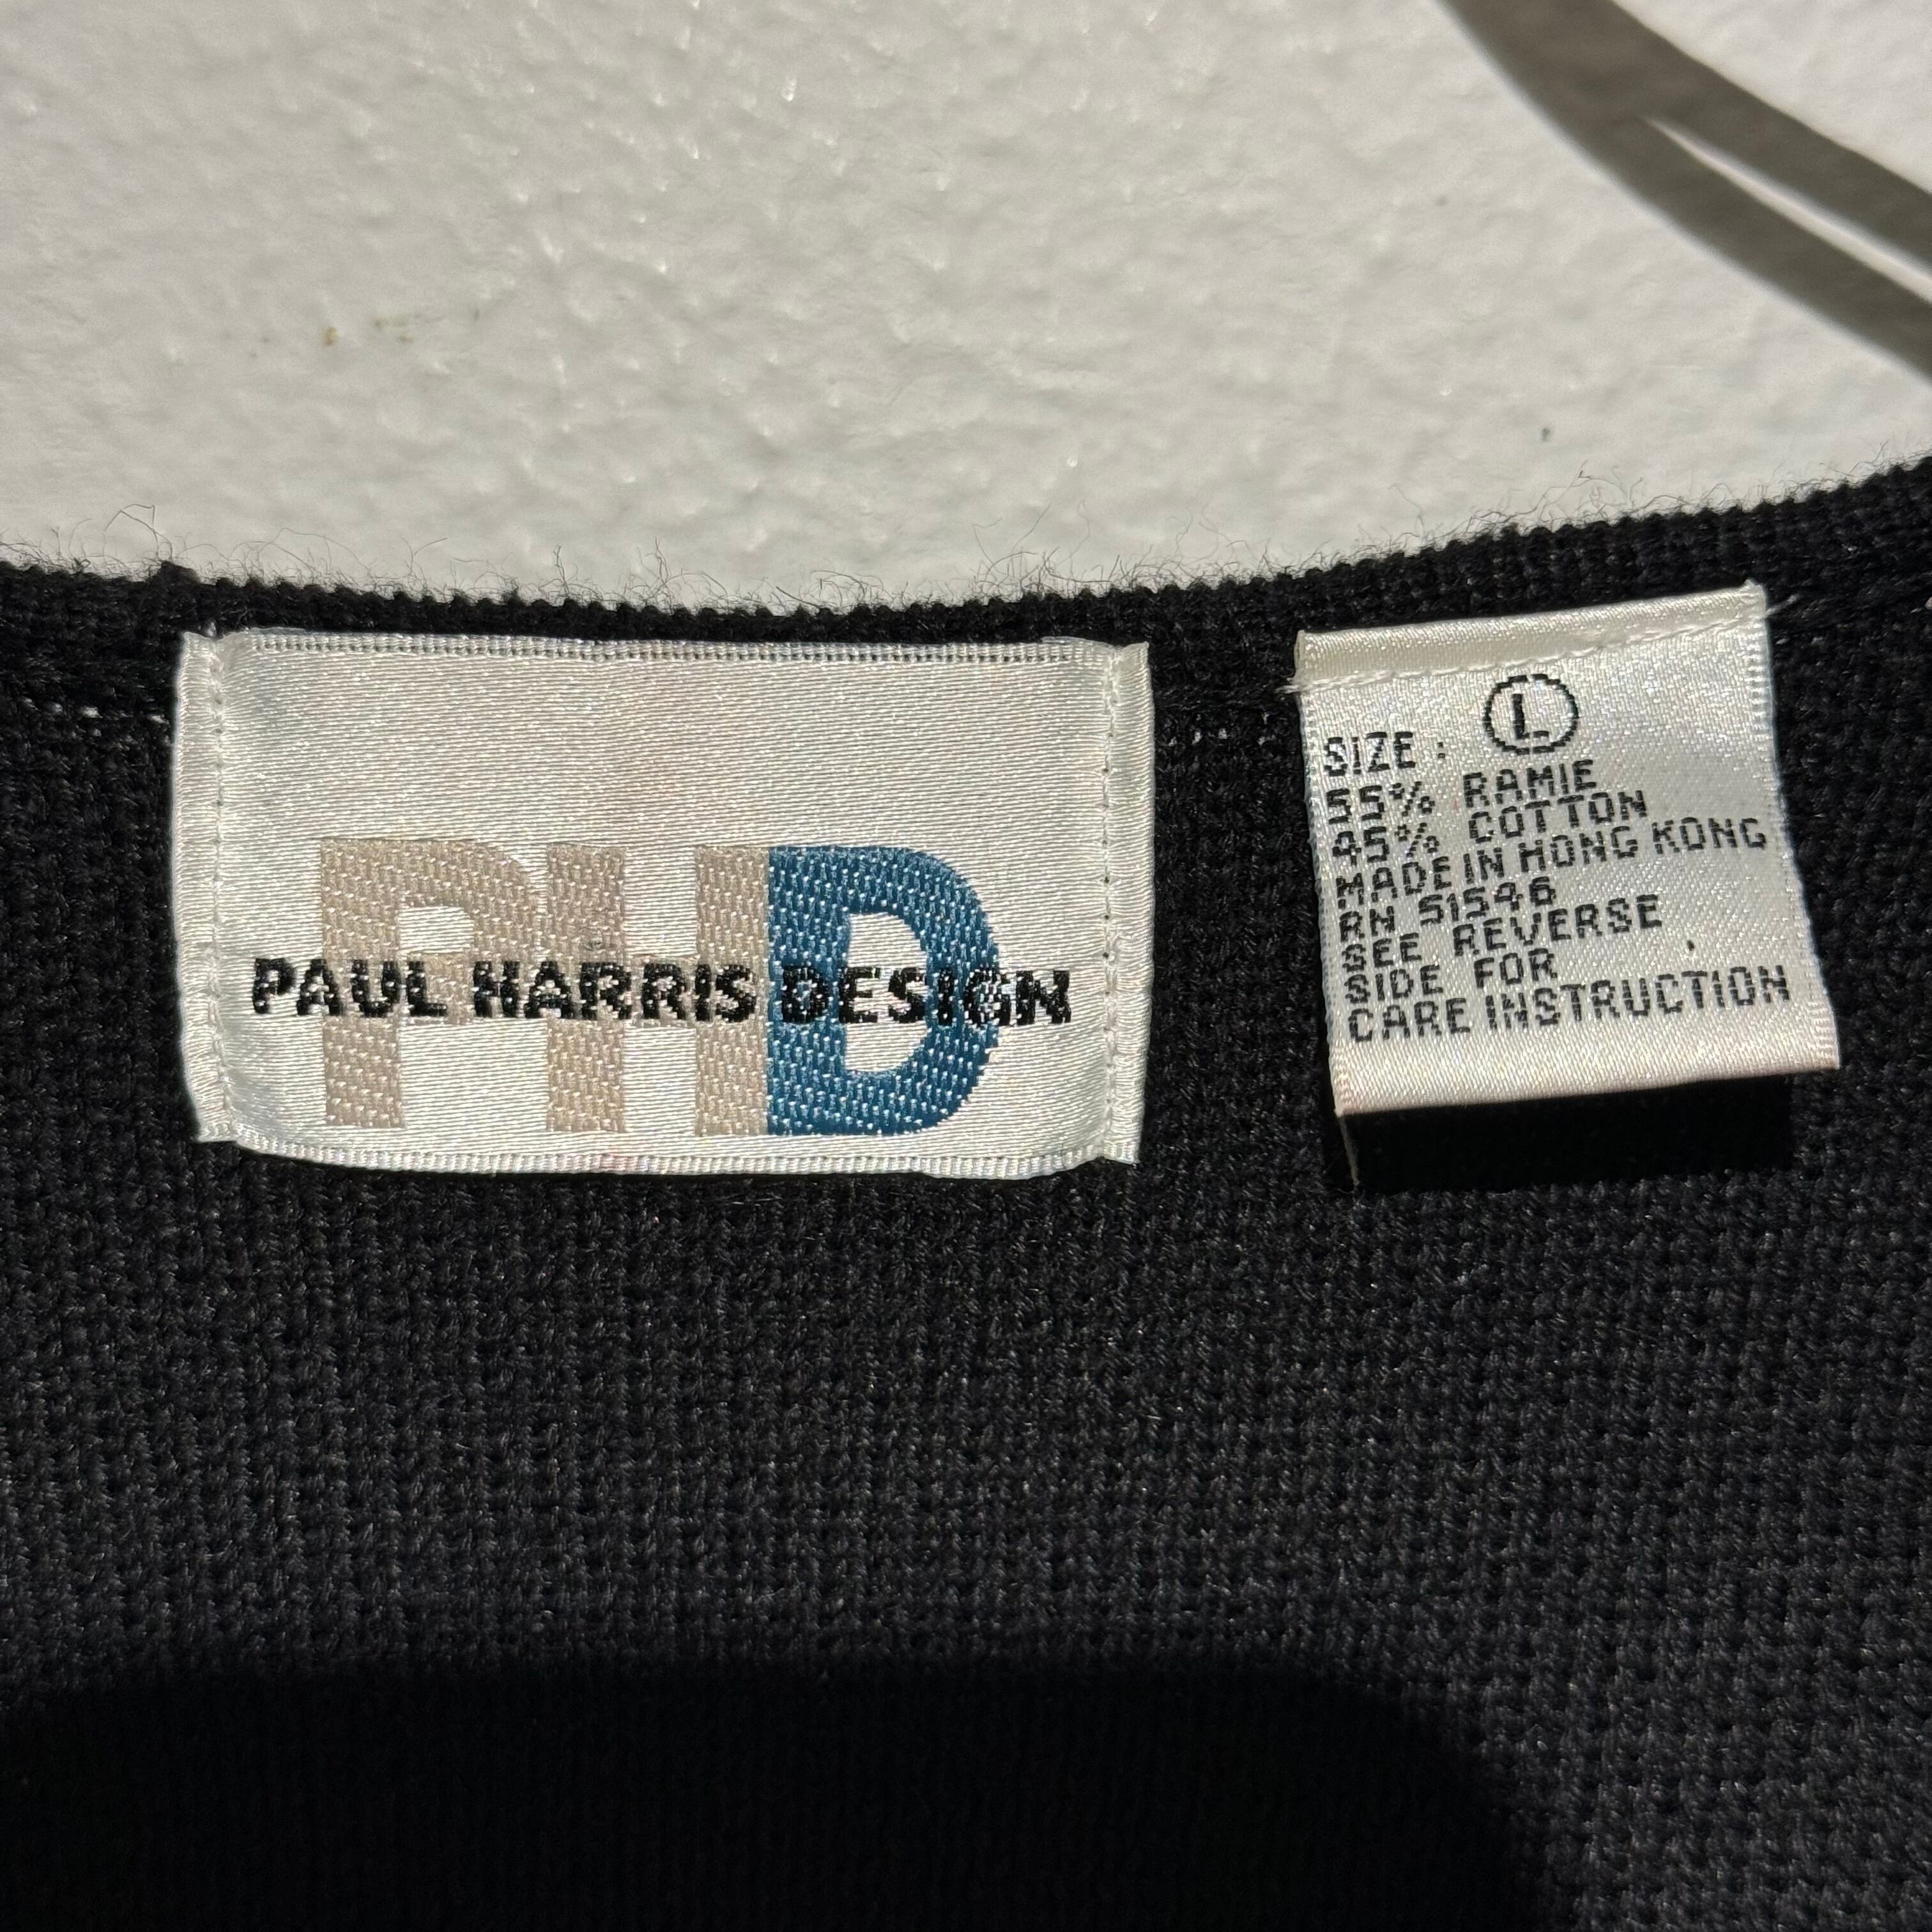 PHD
PAUL HARRIS DESIGN
L
SIZE :
55% RAMIE
45% COTTON
MADE IN HONG KONG
RN 51546
SEE REVERSE
SIDE FOR
CARE INSTRUCTION